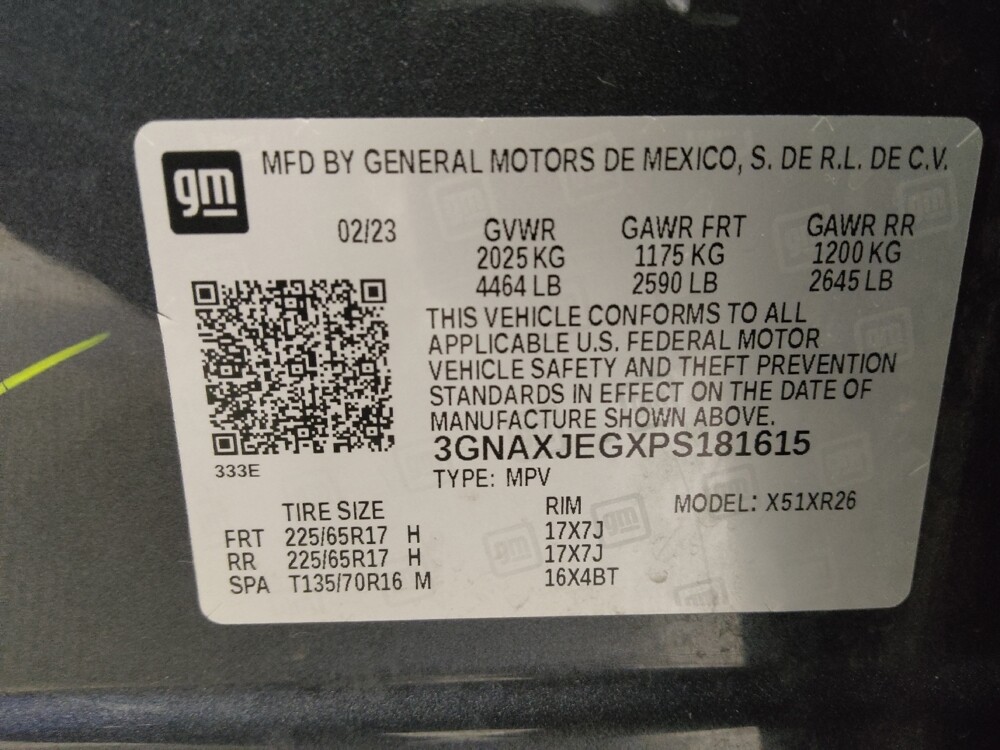 gm
MFD BY GENERAL MOTORS DE MEXICO, S. DE R.L. DE C.V.
02/23 GVWR GAWR FRT GAWR RR
2025 KG 1175 KG 1200 KG
4464 LB 2590 LB 2645 LB
THIS VEHICLE CONFORMS TO ALL
APPLICABLE U.S. FEDERAL MOTOR
VEHICLE SAFETY AND THEFT PREVENTION
STANDARDS IN EFFECT ON THE DATE OF
MANUFACTURE SHOWN ABOVE.
3GNAXJEGXPS181615
333E
TYPE: MPV
TIRE SIZE RIM MODEL: X51XR26
FRT 225/65R17 H 17X7J
RR 225/65R17 H 17X7J
SPA T135/70R16 M 16X4BT